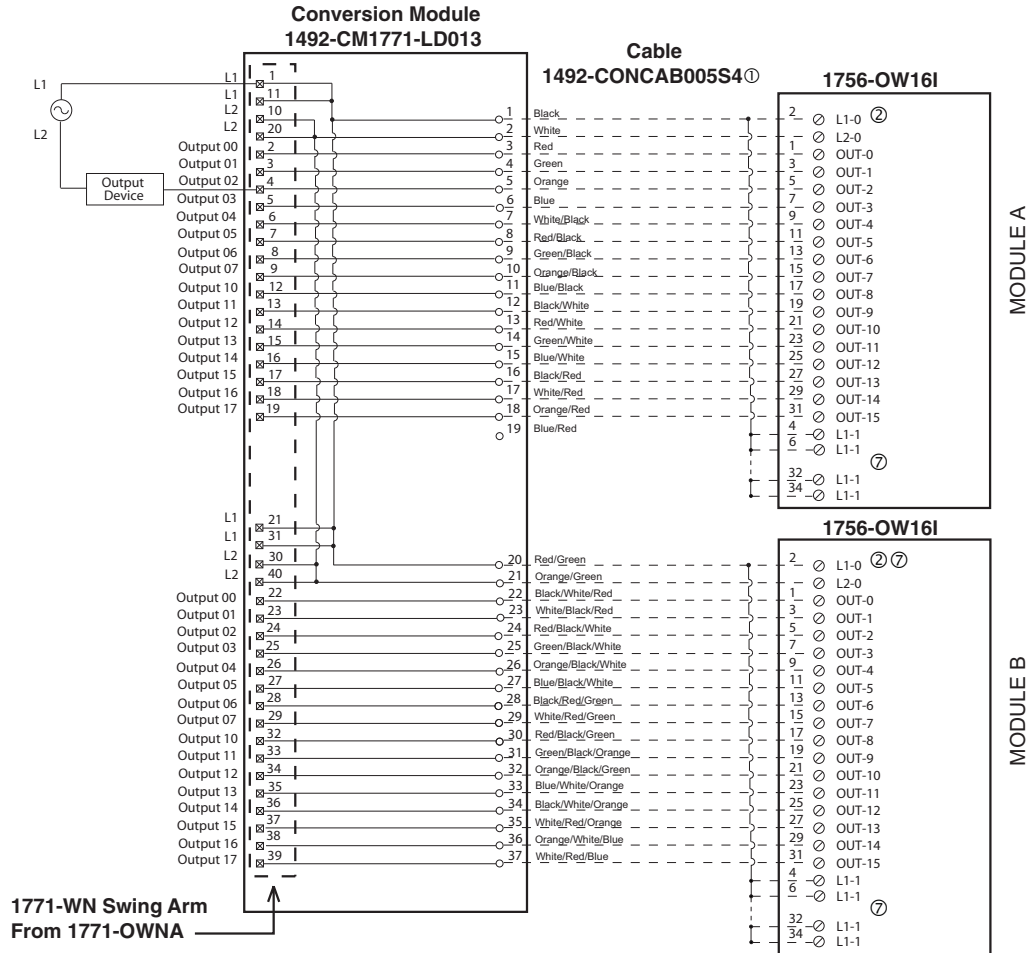 Conversion Module
1492-CM1771-LD013
Cable
1492-CONCAB005S4①
1756-OW16I
L1
L2
Output Device
L1 1
L1 11
L2 10
L2 20
Output 00 2
Output 01 3
Output 02 4
Output 03 5
Output 04 6
Output 05 7
Output 06 8
Output 07 9
Output 10 12
Output 11 13
Output 12 14
Output 13 15
Output 14 16
Output 15 17
Output 16 18
Output 17 19
1 Black
2 White
3 Red
4 Green
5 Orange
6 Blue
7 White/Black
8 Red/Black
9 Green/Black
10 Orange/Black
11 Blue/Black
12 Black/White
13 Red/White
14 Green/White
15 Blue/White
16 Black/Red
17 White/Red
18 Orange/Red
19 Blue/Red
2 L1-0 ②
L2-0
1 OUT-0
3 OUT-1
5 OUT-2
7 OUT-3
9 OUT-4
11 OUT-5
13 OUT-6
15 OUT-7
17 OUT-8
19 OUT-9
21 OUT-10
23 OUT-11
25 OUT-12
27 OUT-13
29 OUT-14
31 OUT-15
4 L1-1
6 L1-1
⑦
32 L1-1
34 L1-1
MODULE A
1756-OW16I
L1 21
L1 31
L2 30
L2 40
Output 00 22
Output 01 23
Output 02 24
Output 03 25
Output 04 26
Output 05 27
Output 06 28
Output 07 29
Output 10 32
Output 11 33
Output 12 34
Output 13 35
Output 14 36
Output 15 37
Output 16 38
Output 17 39
20 Red/Green
21 Orange/Green
22 Black/White/Red
23 White/Black/Red
24 Red/Black/White
25 Green/Black/White
26 Orange/Black/White
27 Blue/Black/White
28 Black/Red/Green
29 White/Red/Green
30 Red/Black/Green
31 Green/Black/Orange
32 Orange/Black/Green
33 Blue/White/Orange
34 Black/White/Orange
35 White/Red/Orange
36 Orange/White/Blue
37 White/Red/Blue
2 L1-0 ②⑦
L2-0
1 OUT-0
3 OUT-1
5 OUT-2
7 OUT-3
9 OUT-4
11 OUT-5
13 OUT-6
15 OUT-7
17 OUT-8
19 OUT-9
21 OUT-10
23 OUT-11
25 OUT-12
27 OUT-13
29 OUT-14
31 OUT-15
4 L1-1
6 L1-1
⑦
32 L1-1
34 L1-1
MODULE B
1771-WN Swing Arm
From 1771-OWNA